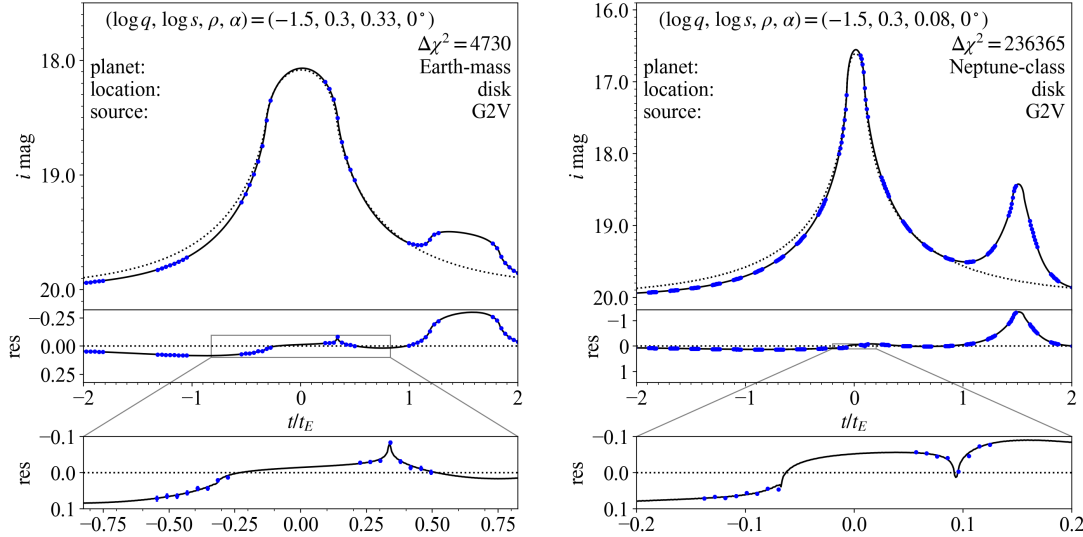 (log q, log s, ρ, α)=(−1.5, 0.3, 0.33, 0°)
Δχ² = 4730
planet: Earth-mass
location: disk
source: G2V
18.0
19.0
20.0
i mag
−0.25
0.00
0.25
res
−2 −1 0 1 2
t/t_E
−0.1
0.0
0.1
res
−0.75 −0.50 −0.25 0.00 0.25 0.50 0.75
(log q, log s, ρ, α)=(−1.5, 0.3, 0.08, 0°)
Δχ² = 236365
planet: Neptune-class
location: disk
source: G2V
16.0
17.0
18.0
19.0
20.0
i mag
−1
0
1
res
−2 −1 0 1 2
t/t_E
−0.1
0.0
0.1
res
−0.2 −0.1 0.0 0.1 0.2